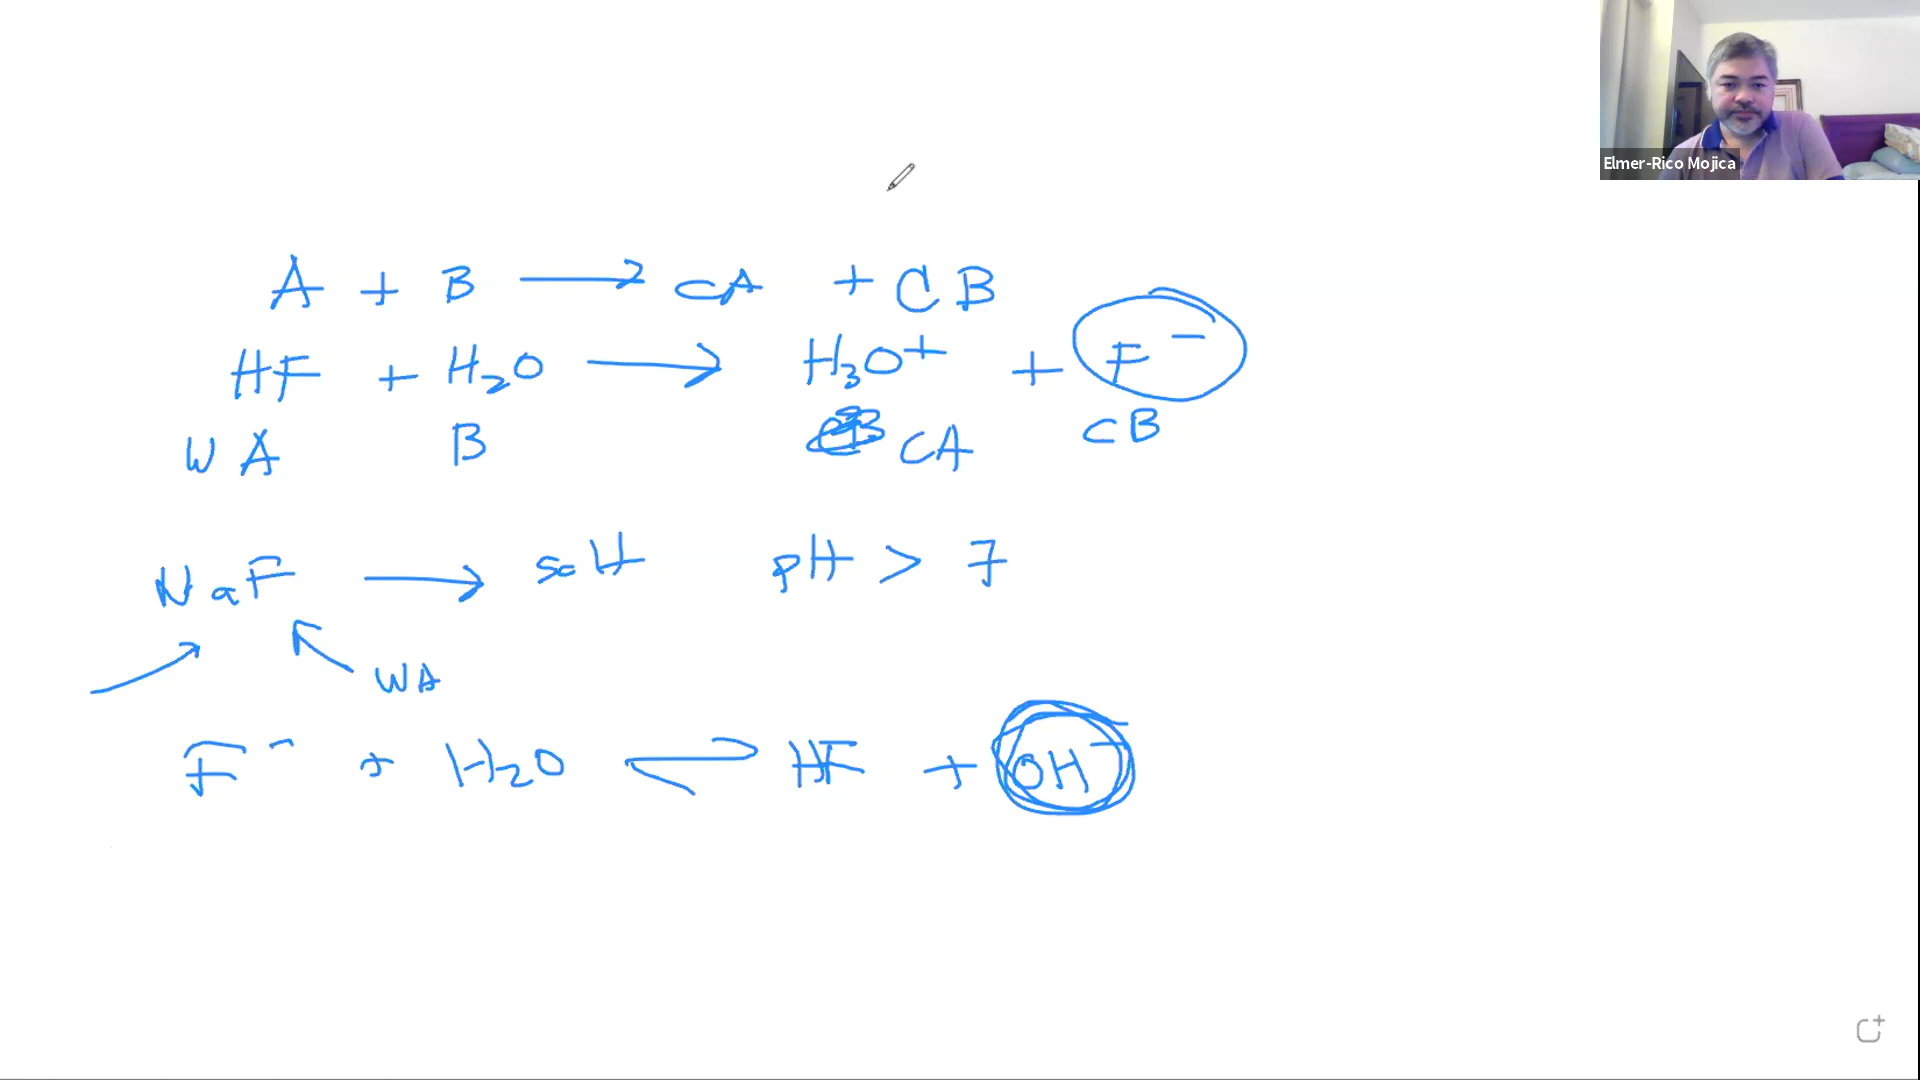 Elmer-Rico Mojica
A + B → CA + CB
HF + H₂O → H₃O+ + F⁻
WA B CA CB
NaF → salt pH > 7
WA
F⁻ + H₂O ⇌ HF + OH⁻